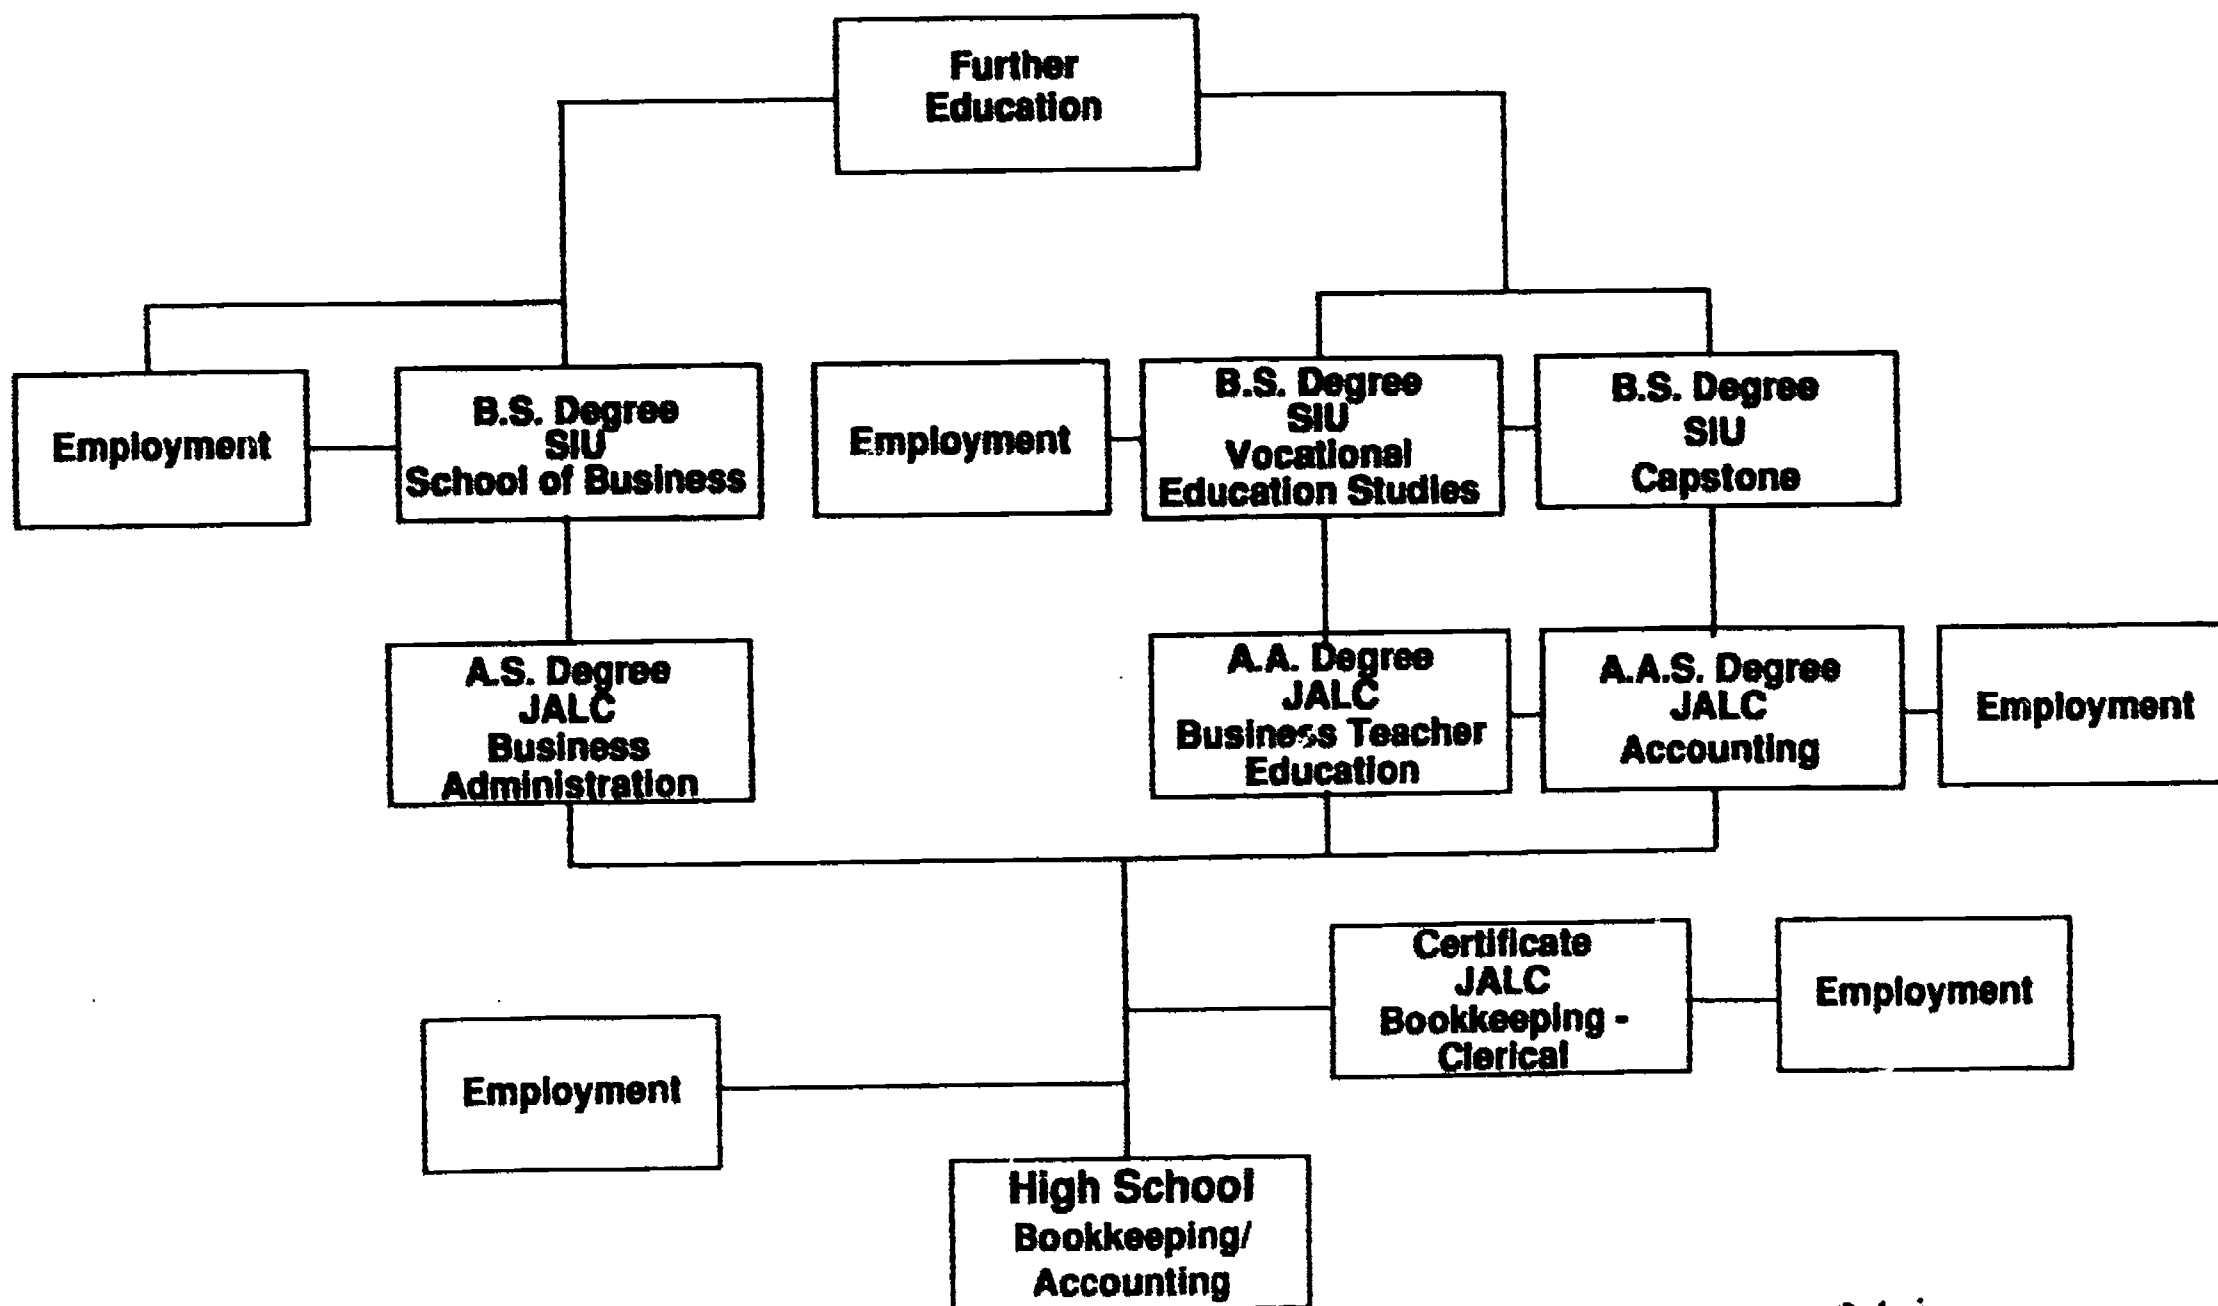 Further
Education
Employment
B.S. Degree
SIU
School of Business
Employment
B.S. Degree
SIU
Vocational
Education Studies
B.S. Degree
SIU
Capstone
A.S. Degree
JALC
Business
Administration
A.A. Degree
JALC
Business Teacher
Education
A.A.S. Degree
JALC
Accounting
Employment
Certificate
JALC
Bookkeeping -
Clerical
Employment
Employment
High School
Bookkeeping/
Accounting